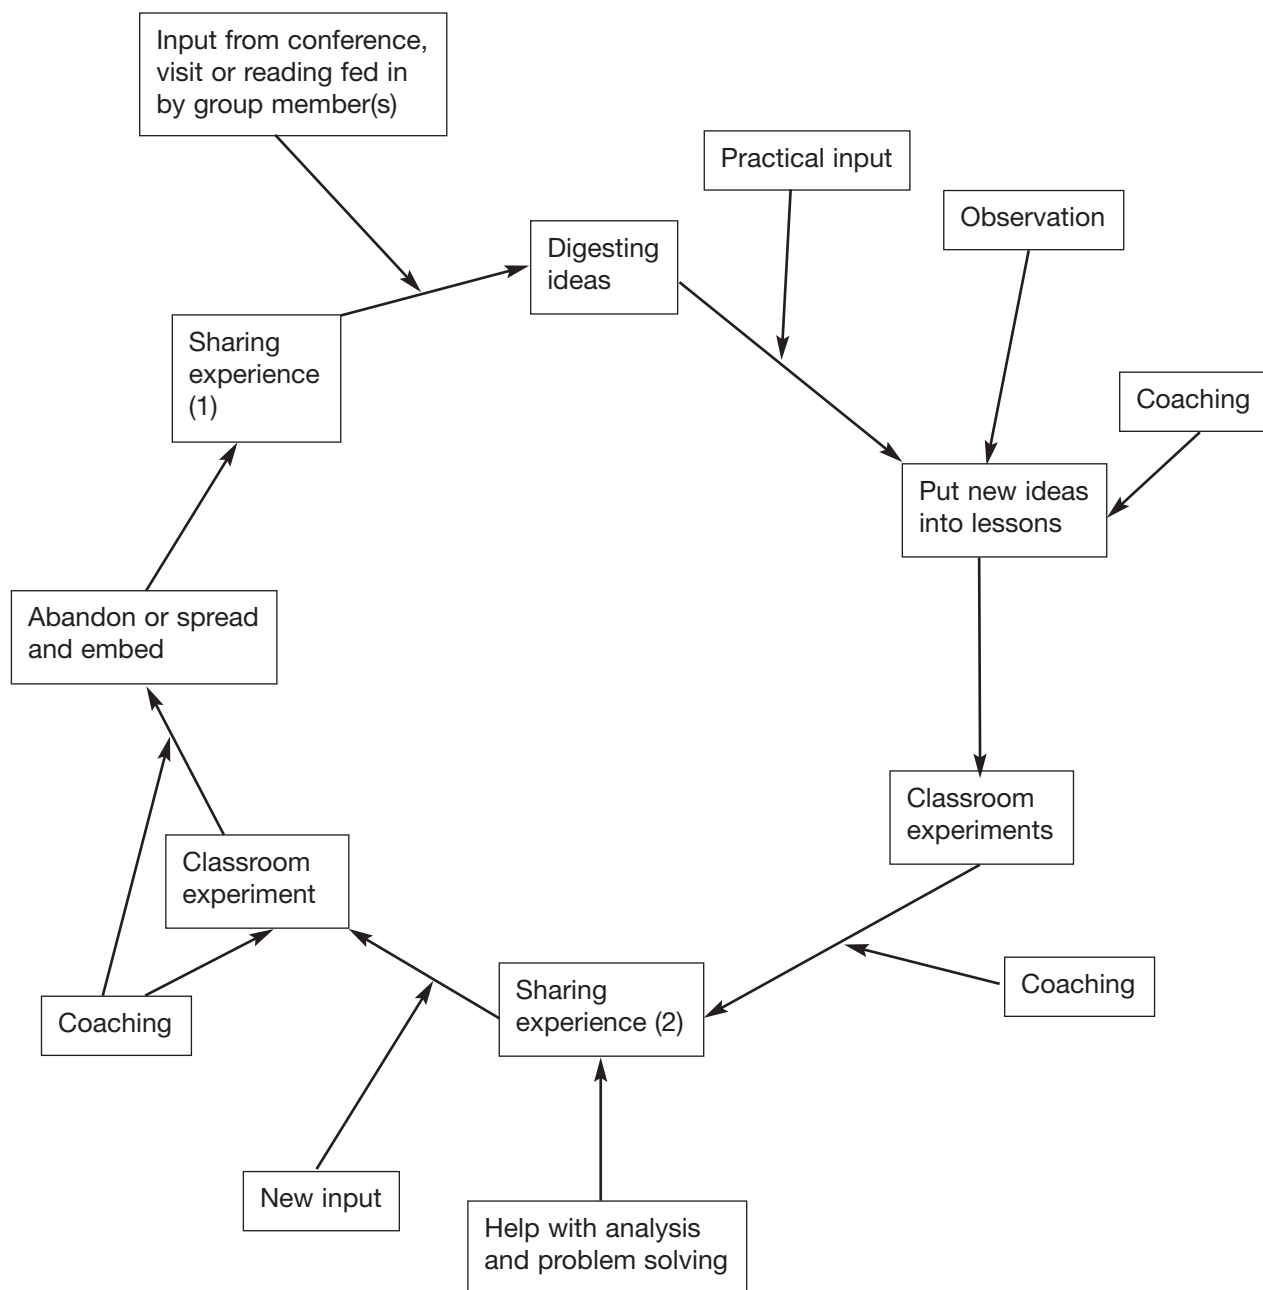 Input from conference,
visit or reading fed in
by group member(s)
Practical input
Observation
Digesting
ideas
Sharing
experience
(1)
Coaching
Put new ideas
into lessons
Abandon or spread
and embed
Classroom
experiments
Classroom
experiment
Sharing
experience (2)
Coaching
Coaching
New input
Help with analysis
and problem solving